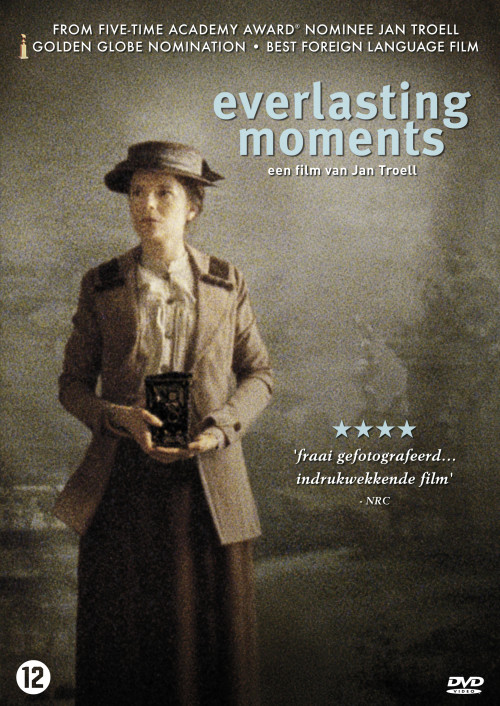 FROM FIVE-TIME ACADEMY AWARD® NOMINEE JAN TROELL
GOLDEN GLOBE NOMINATION • BEST FOREIGN LANGUAGE FILM
everlasting
moments
een film van Jan Troell
'fraai gefotografeerd...
indrukwekkende film'
- NRC
12
DVD
VIDEO